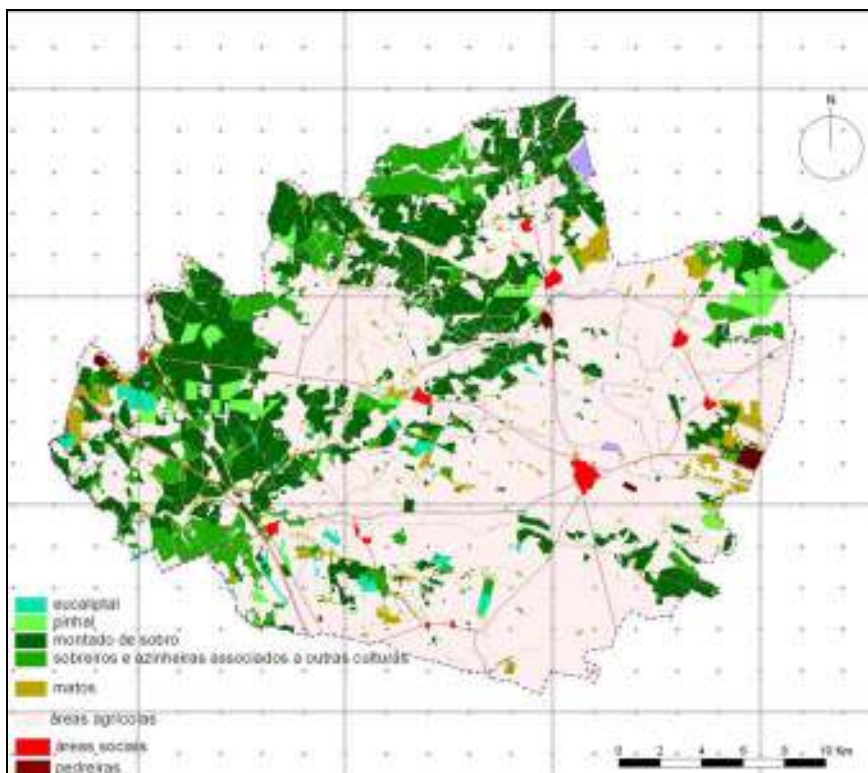 N
eucaliptal
pinhal
montado de sobro
sobreiros e azinheiras associados a outras culturas
matos
áreas agrícolas
áreas sociais
pedreiras
0 2 4 6 8 10 Km